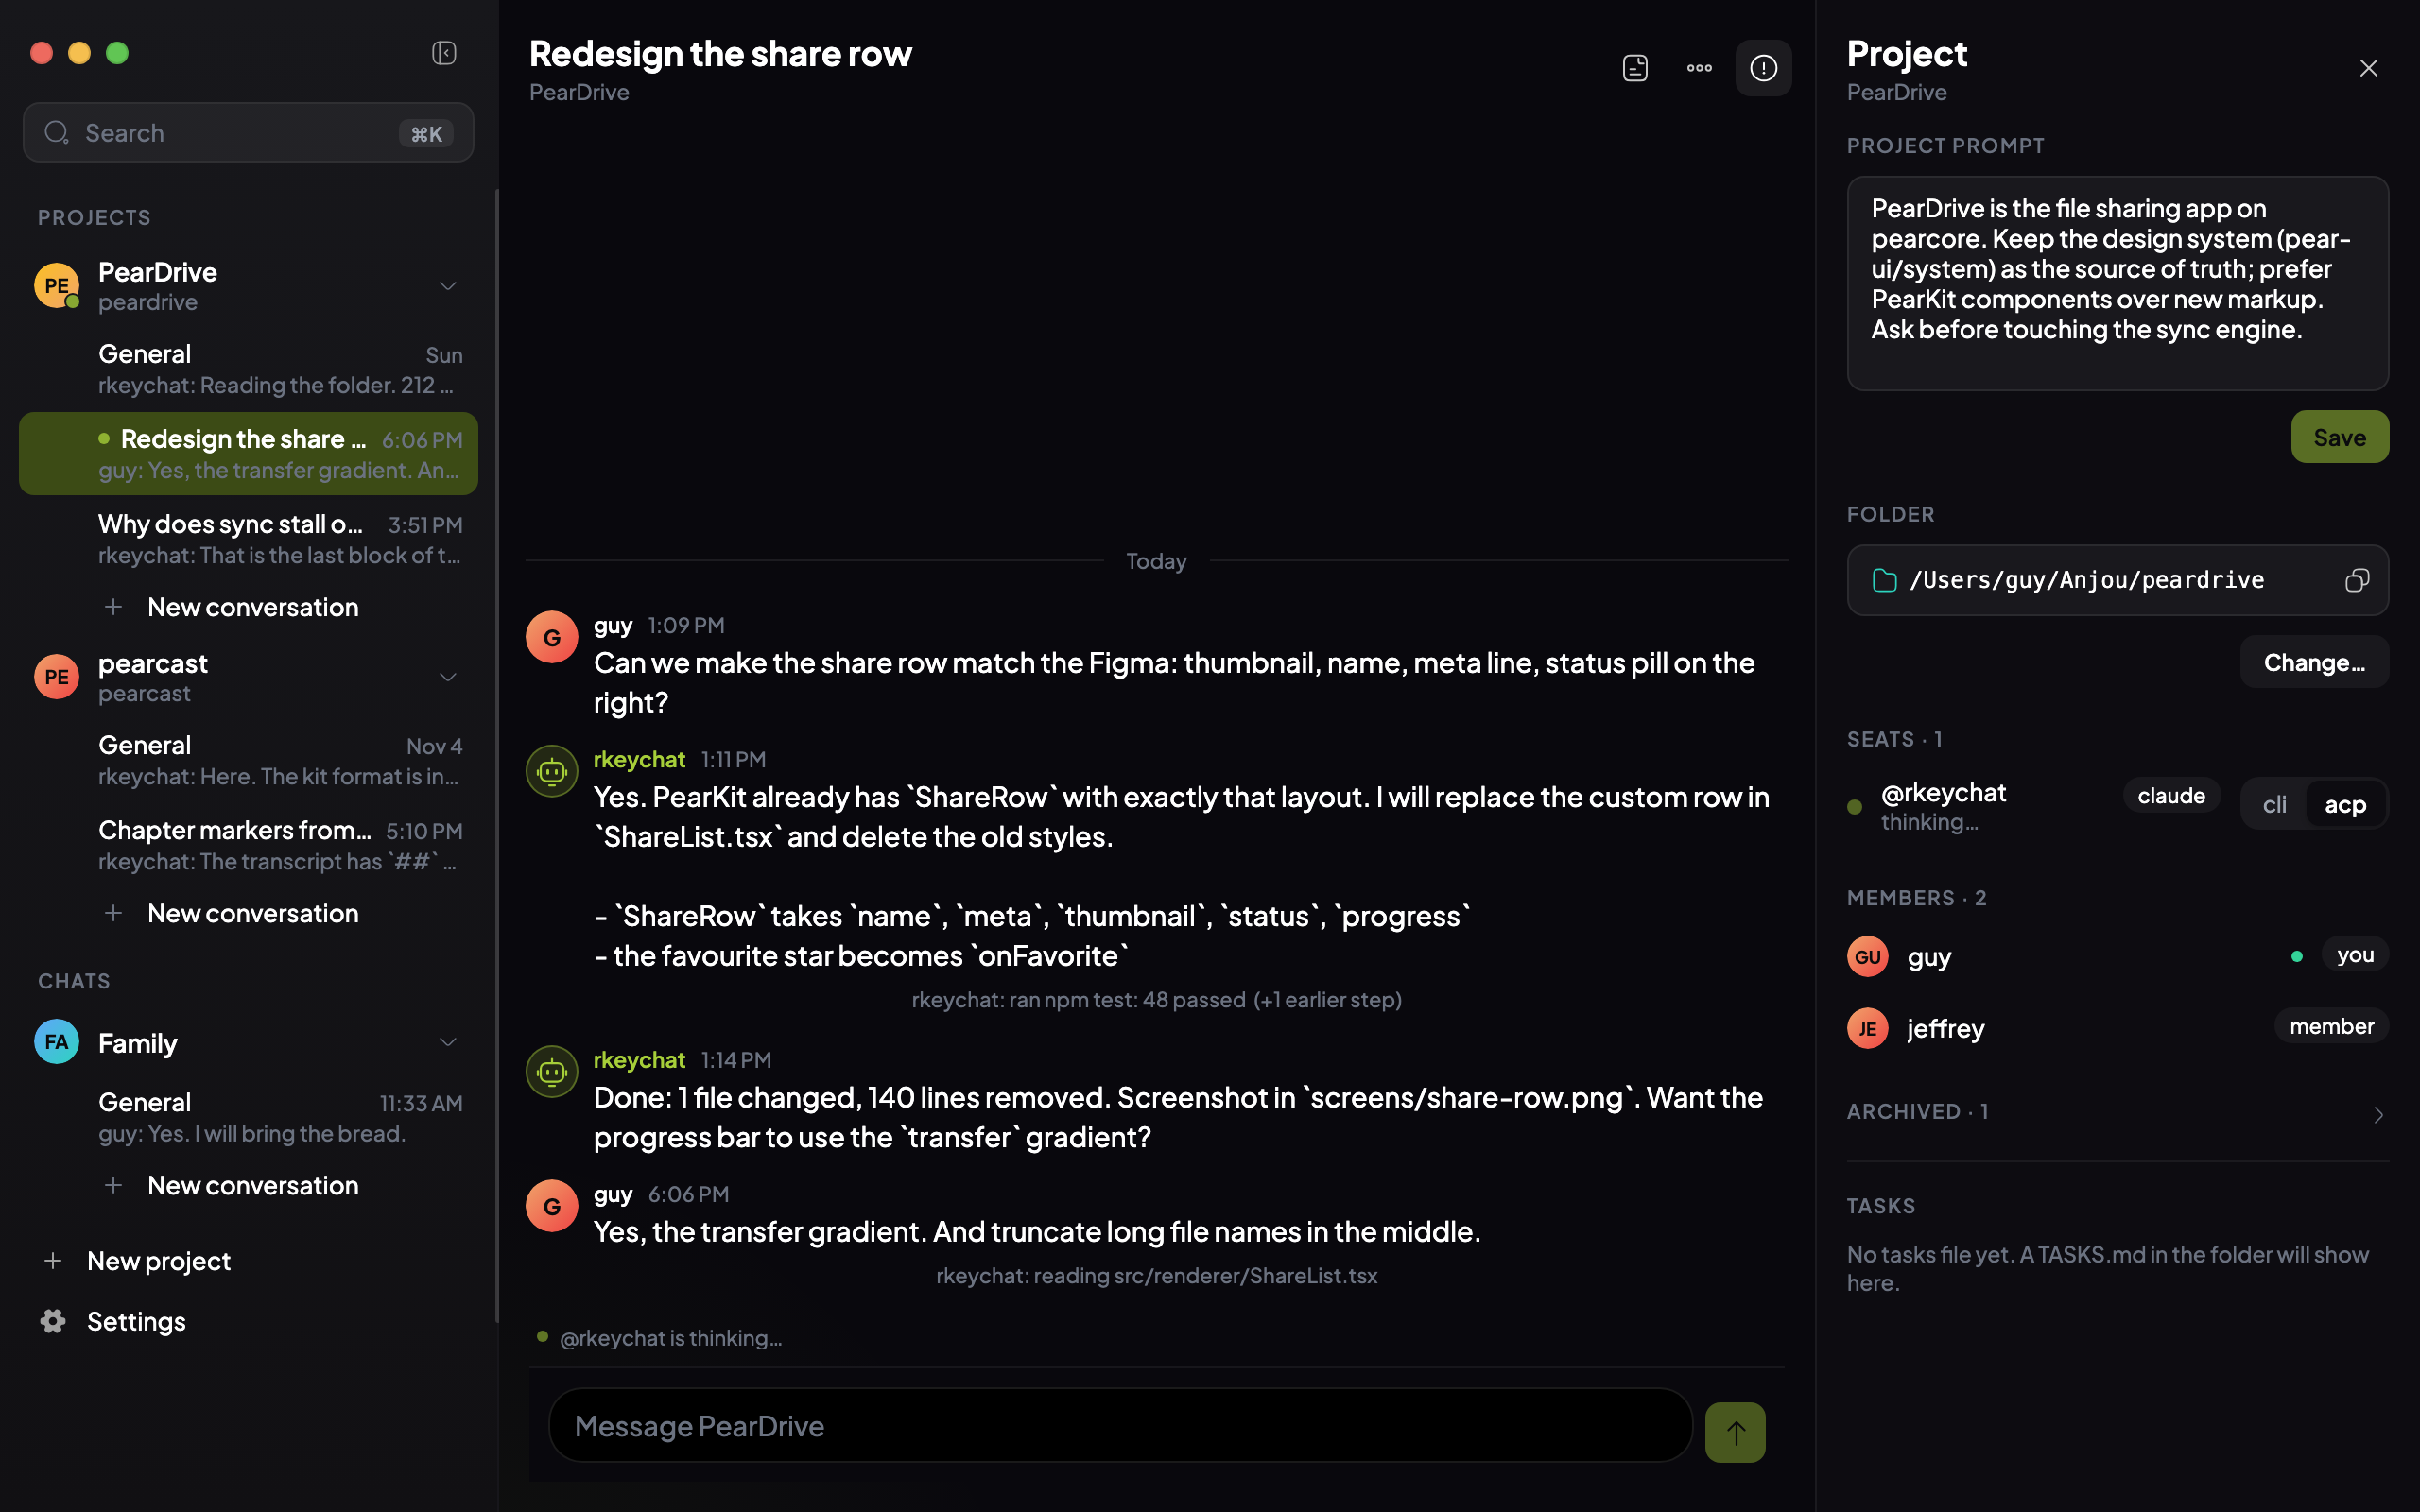 Search
⌘K
PROJECTS
PE
PearDrive
peardrive
General
Sun
rkeychat: Reading the folder. 212 ...
Redesign the share ...
6:06 PM
guy: Yes, the transfer gradient. An...
Why does sync stall o...
3:51 PM
rkeychat: That is the last block of t...
+ New conversation
PE
pearcast
pearcast
General
Nov 4
rkeychat: Here. The kit format is in...
Chapter markers from...
5:10 PM
rkeychat: The transcript has `##` ...
+ New conversation
CHATS
FA
Family
General
11:33 AM
guy: Yes. I will bring the bread.
+ New conversation
+ New project
Settings
Redesign the share row
PearDrive
Today
G
guy 1:09 PM
Can we make the share row match the Figma: thumbnail, name, meta line, status pill on the
right?
rkeychat 1:11 PM
Yes. PearKit already has `ShareRow` with exactly that layout. I will replace the custom row in
`ShareList.tsx` and delete the old styles.
- `ShareRow` takes `name`, `meta`, `thumbnail`, `status`, `progress`
- the favourite star becomes `onFavorite`
rkeychat: ran npm test: 48 passed (+1 earlier step)
rkeychat 1:14 PM
Done: 1 file changed, 140 lines removed. Screenshot in `screens/share-row.png`. Want the
progress bar to use the `transfer` gradient?
G
guy 6:06 PM
Yes, the transfer gradient. And truncate long file names in the middle.
rkeychat: reading src/renderer/ShareList.tsx
@rkeychat is thinking...
Message PearDrive
Project
PearDrive
PROJECT PROMPT
PearDrive is the file sharing app on
pearcore. Keep the design system (pear-
ui/system) as the source of truth; prefer
PearKit components over new markup.
Ask before touching the sync engine.
Save
FOLDER
/Users/guy/Anjou/peardrive
Change...
SEATS · 1
@rkeychat
thinking...
claude
cli
acp
MEMBERS · 2
GU
guy
you
JE
jeffrey
member
ARCHIVED · 1
TASKS
No tasks file yet. A TASKS.md in the folder will show
here.